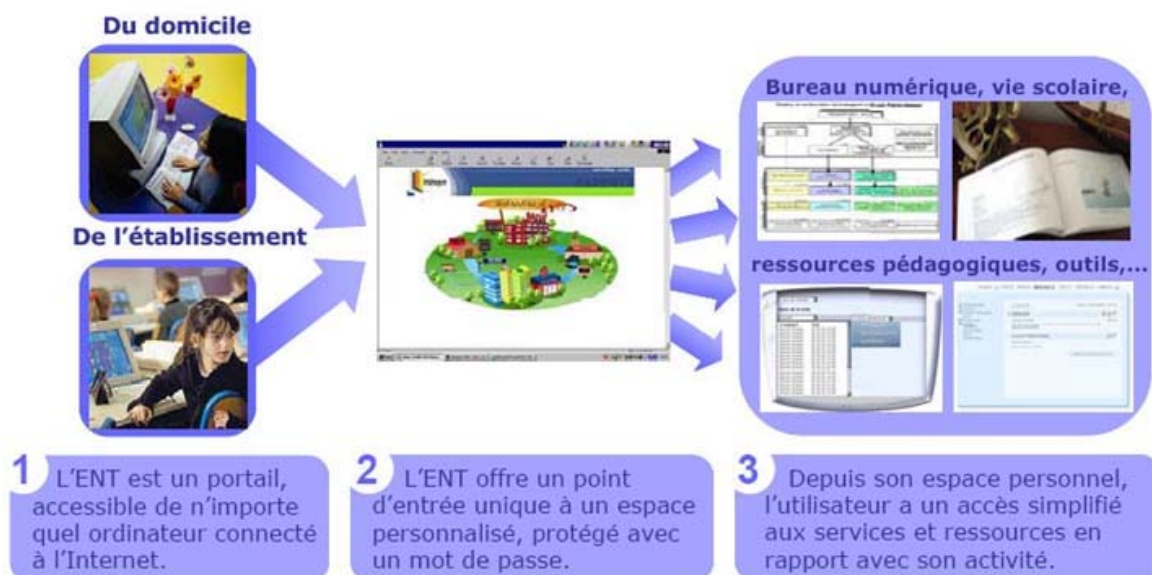 Du domicile
De l'établissement
Bureau numérique, vie scolaire,
ressources pédagogiques, outils,...
1 L'ENT est un portail,
accessible de n'importe
quel ordinateur connecté
à l'Internet.
2 L'ENT offre un point
d'entrée unique à un espace
personnalisé, protégé avec
un mot de passe.
3 Depuis son espace personnel,
l'utilisateur a un accès simplifié
aux services et ressources en
rapport avec son activité.